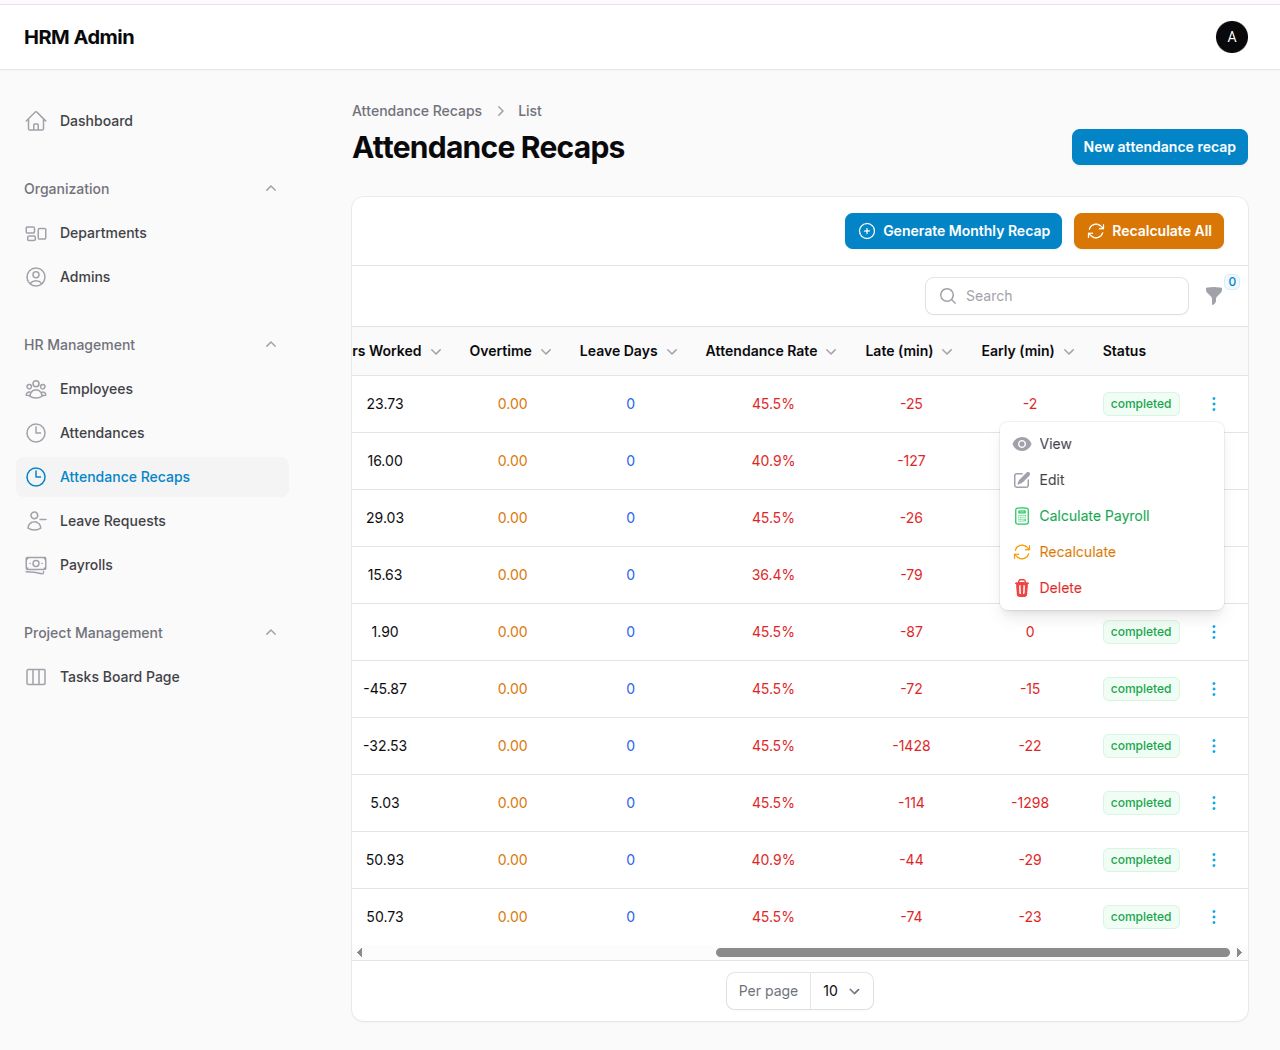 HRM Admin
A
Dashboard
Organization
Departments
Admins
HR Management
Employees
Attendances
Attendance Recaps
Leave Requests
Payrolls
Project Management
Tasks Board Page
Attendance Recaps > List
Attendance Recaps
New attendance recap
Generate Monthly Recap
Recalculate All
Search
0
rs Worked Overtime Leave Days Attendance Rate Late (min) Early (min) Status
23.73 0.00 0 45.5% -25 -2 completed
16.00 0.00 0 40.9% -127
29.03 0.00 0 45.5% -26
15.63 0.00 0 36.4% -79
View
Edit
Calculate Payroll
Recalculate
Delete
1.90 0.00 0 45.5% -87 0 completed
-45.87 0.00 0 45.5% -72 -15 completed
-32.53 0.00 0 45.5% -1428 -22 completed
5.03 0.00 0 45.5% -114 -1298 completed
50.93 0.00 0 40.9% -44 -29 completed
50.73 0.00 0 45.5% -74 -23 completed
Per page 10